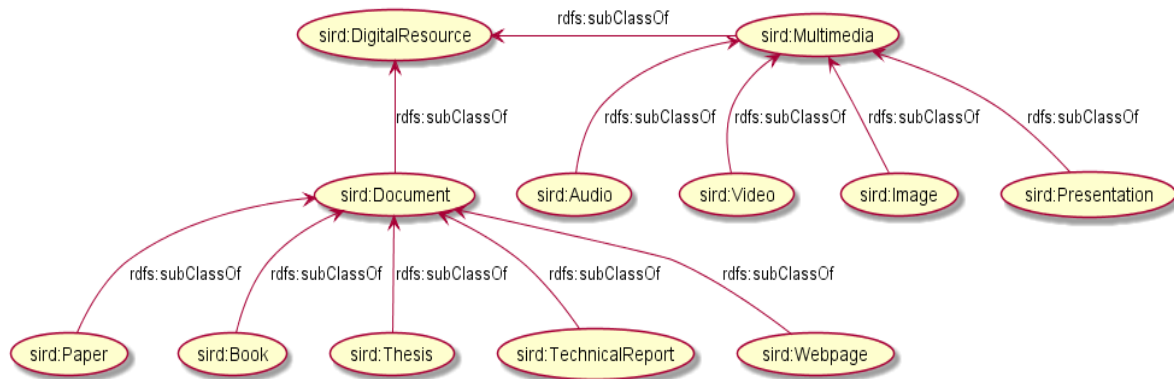 rdfs:subClassOf
sird:DigitalResource
sird:Multimedia
rdfs:subClassOf
rdfs:subClassOf
rdfs:subClassOf
rdfs:subClassOf
rdfs:subClassOf
sird:Document
sird:Audio
sird:Video
sird:Image
sird:Presentation
rdfs:subClassOf
rdfs:subClassOf
rdfs:subClassOf
rdfs:subClassOf
rdfs:subClassOf
sird:Paper
sird:Book
sird:Thesis
sird:TechnicalReport
sird:Webpage